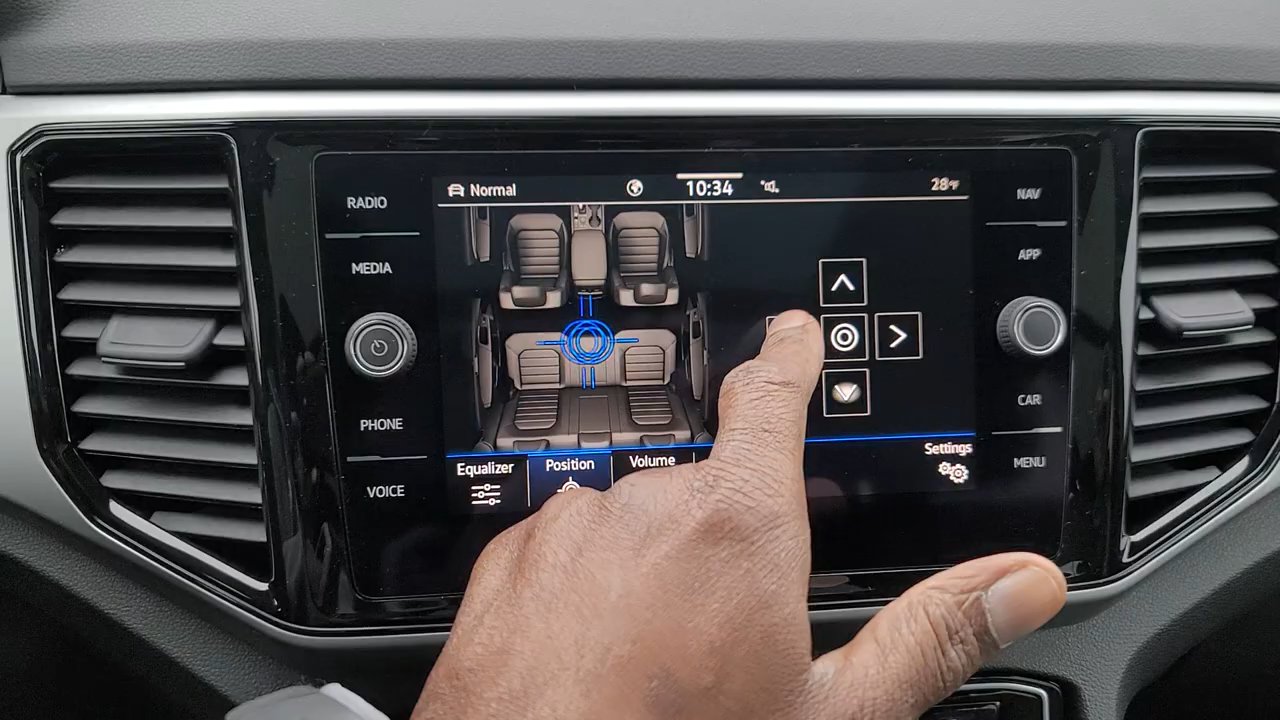 Normal
10:34
28°F
RADIO
MEDIA
PHONE
VOICE
NAV
APP
CAR
MENU
Equalizer
Position
Volume
Settings